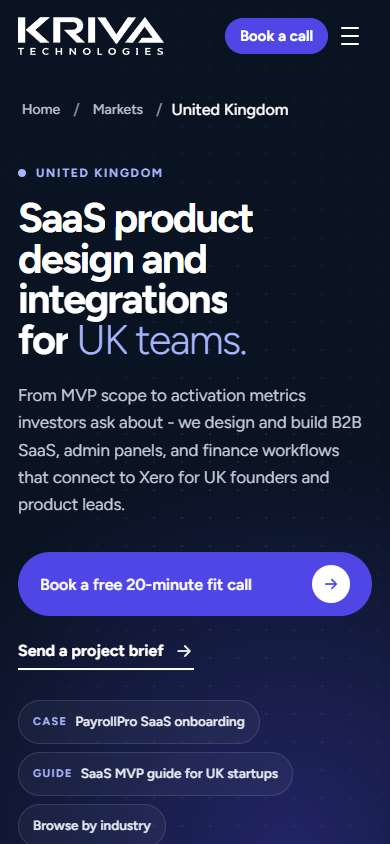 KRIVA
TECHNOLOGIES
Book a call
Home / Markets / United Kingdom
UNITED KINGDOM
SaaS product
design and
integrations
for UK teams.
From MVP scope to activation metrics
investors ask about - we design and build B2B
SaaS, admin panels, and finance workflows
that connect to Xero for UK founders and
product leads.
Book a free 20-minute fit call
Send a project brief →
CASE PayrollPro SaaS onboarding
GUIDE SaaS MVP guide for UK startups
Browse by industry